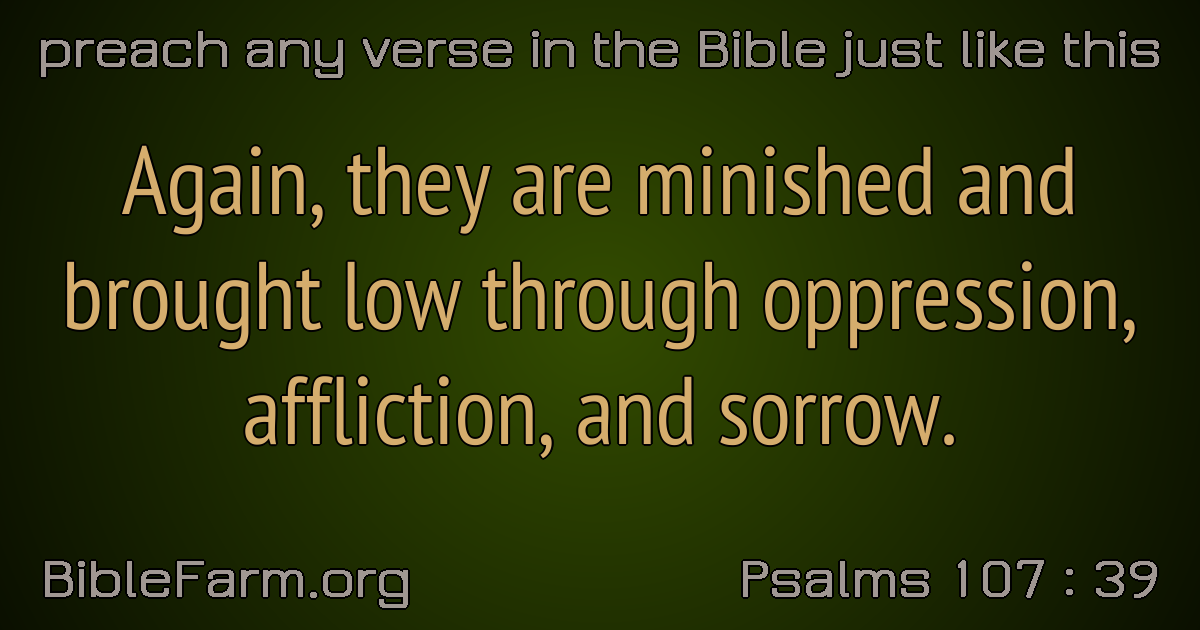 preach any verse in the Bible just like this
Again, they are minished and
brought low through oppression,
affliction, and sorrow.
BibleFarm.org
Psalms 107 : 39